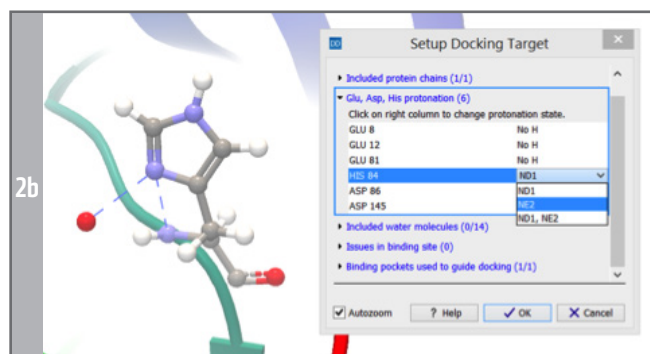 2b
DD
Setup Docking Target
Included protein chains (1/1)
Glu, Asp, His protonation (6)
Click on right column to change protonation state.
GLU 8 No H
GLU 12 No H
GLU 81 No H
HIS 84 ND1
ASP 86 ND1
ASP 145 NE2
ND1, NE2
Included water molecules (0/14)
Issues in binding site (0)
Binding pockets used to guide docking (1/1)
Autozoom ? Help OK Cancel